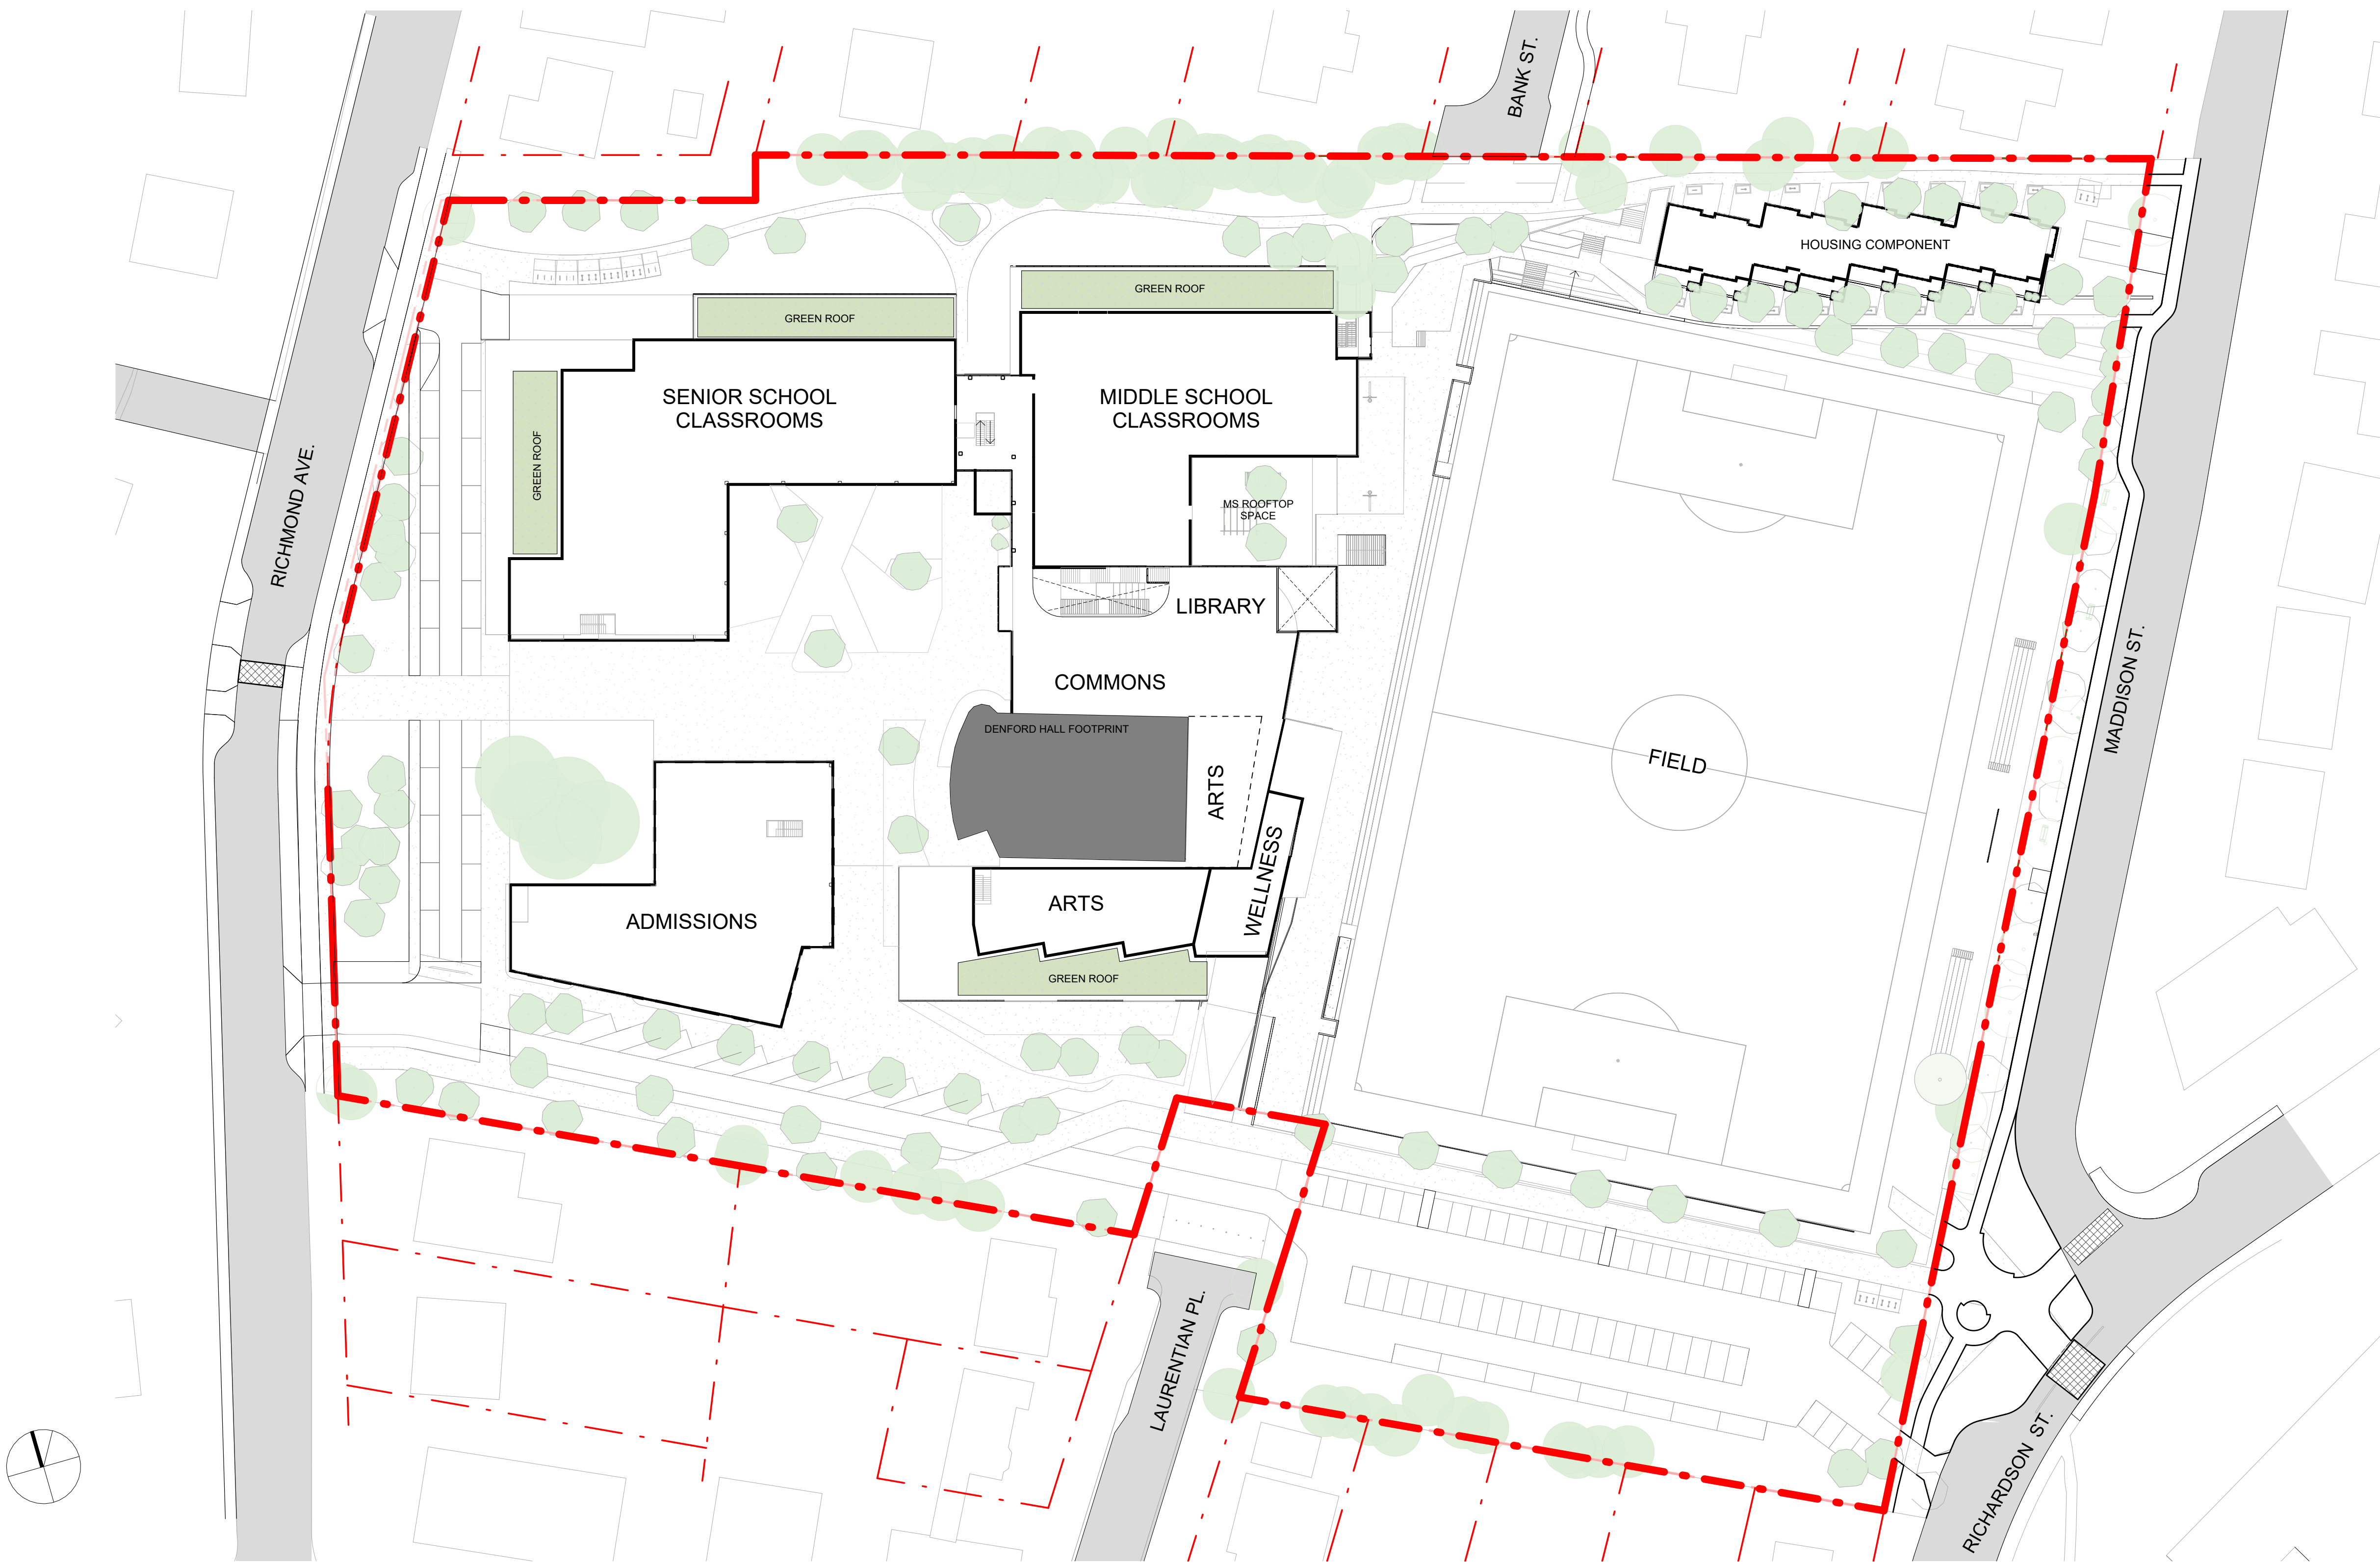 BANK ST.
HOUSING COMPONENT
GREEN ROOF
GREEN ROOF
SENIOR SCHOOL
CLASSROOMS
MIDDLE SCHOOL
CLASSROOMS
GREEN ROOF
RICHMOND AVE.
MS ROOFTOP
SPACE
LIBRARY
COMMONS
MADDISON ST.
DENFORD HALL FOOTPRINT
FIELD
ARTS
WELLNESS
ARTS
ADMISSIONS
GREEN ROOF
LAURENTIAN PL.
RICHARDSON ST.